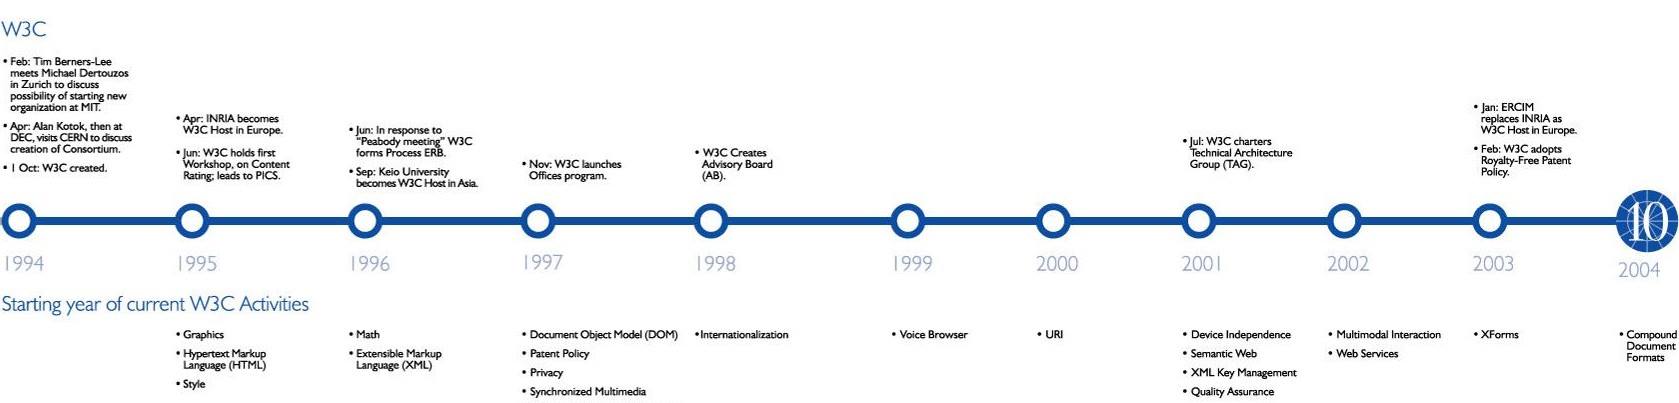 W3C
• Feb: Tim Berners-Lee
meets Michael Dertouzos
in Zurich to discuss
possibility of starting new
organization at MIT.
• Apr: Alan Kotok, then at
DEC, visits CERN to discuss
creation of Consortium.
• 1 Oct: W3C created.
• Apr: INRIA becomes
W3C Host in Europe.
• Jun: W3C holds first
Workshop, on Content
Rating; leads to PICS.
• Jun: In response to
"Peabody meeting" W3C
forms Process ERB.
• Sep: Keio University
becomes W3C Host in Asia.
• Nov: W3C launches
Offices program.
• W3C Creates
Advisory Board
(AB).
• Jul: W3C charters
Technical Architecture
Group (TAG).
• Jan: ERCIM
replaces INRIA as
W3C Host in Europe.
• Feb: W3C adopts
Royalty-Free Patent
Policy.
10
1994 1995 1996 1997 1998 1999 2000 2001 2002 2003 2004
Starting year of current W3C Activities
• Graphics
• Hypertext Markup
Language (HTML)
• Style
• Math
• Extensible Markup
Language (XML)
• Document Object Model (DOM)
• Patent Policy
• Privacy
• Synchronized Multimedia
• Internationalization
• Voice Browser
• URI
• Device Independence
• Semantic Web
• XML Key Management
• Quality Assurance
• Multimodal Interaction
• Web Services
• XForms
• Compound
Document
Formats